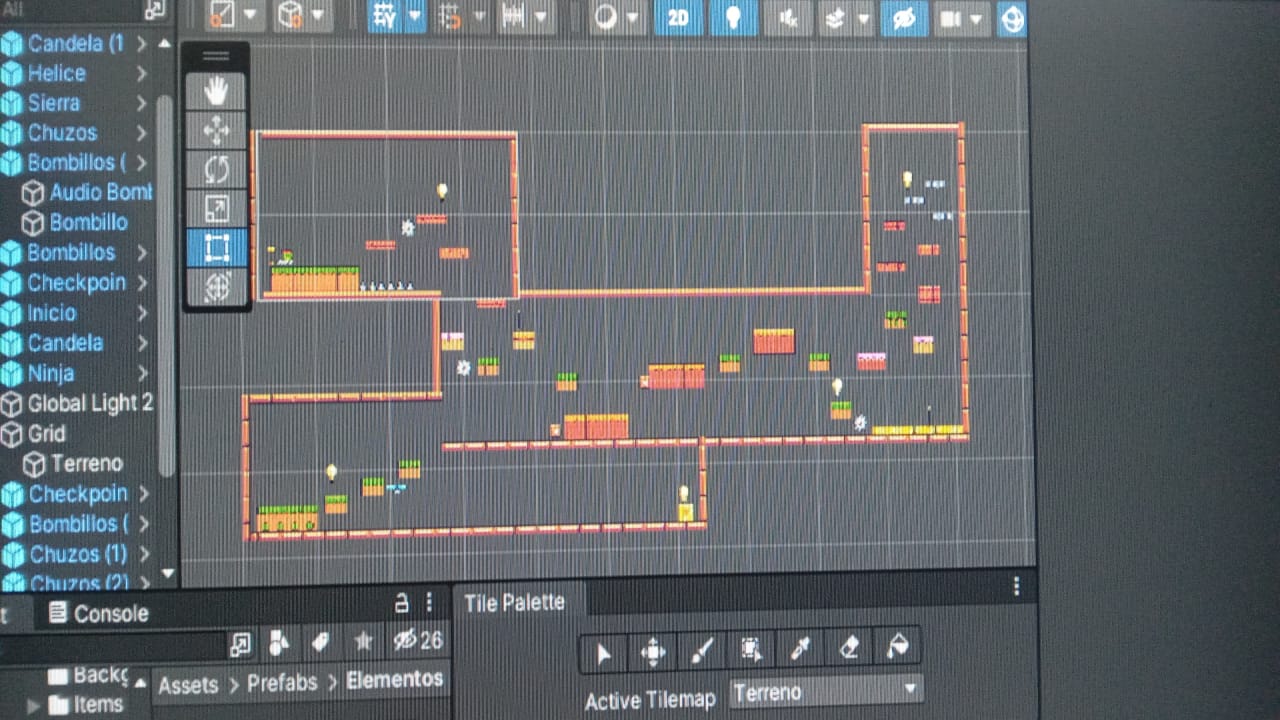 All
Candela (1
Helice
Sierra
Chuzos
Bombillos (
Audio Bomb
Bombillo
Bombillos
Checkpoin
Inicio
Candela
Ninja
Global Light 2
Grid
Terreno
Checkpoin
Bombillos (
Chuzos (1)
Chuzos (2)
2D
t
Console
26
Backg
Items
Assets > Prefabs > Elementos
Tile Palette
Active Tilemap
Terreno